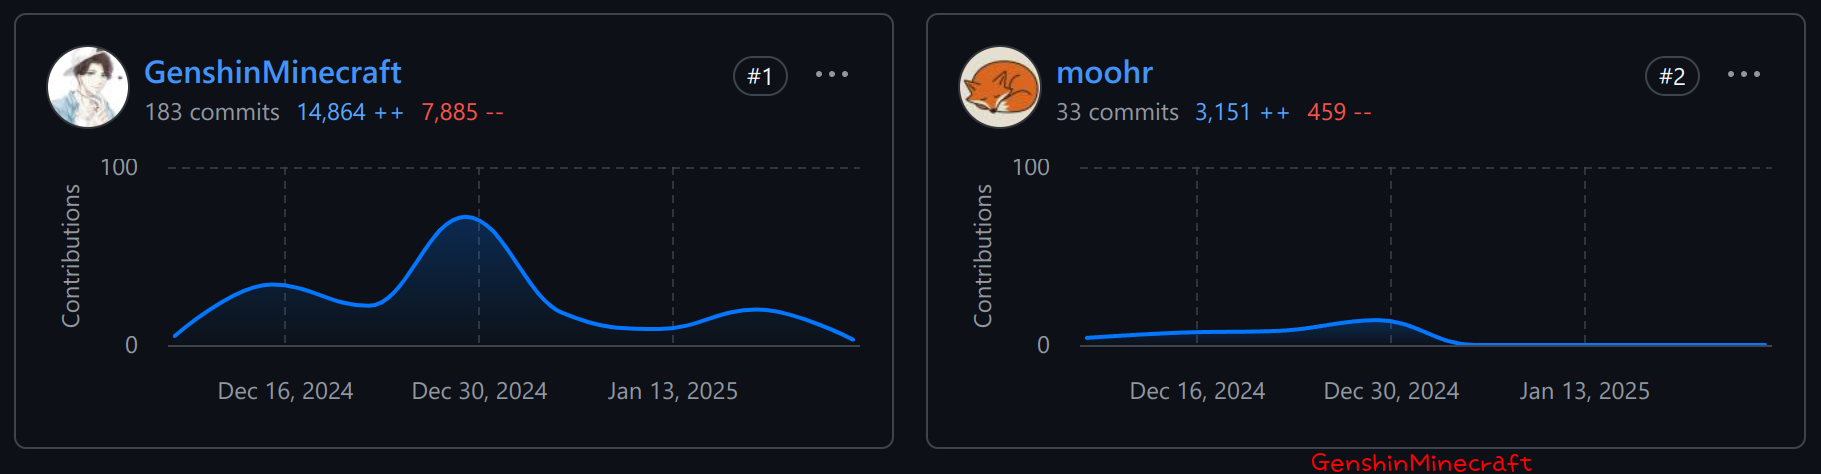 GenshinMinecraft
#1
183 commits 14,864 ++ 7,885 --
100
Contributions
0
Dec 16, 2024 Dec 30, 2024 Jan 13, 2025
moohr
#2
33 commits 3,151 ++ 459 --
100
Contributions
0
Dec 16, 2024 Dec 30, 2024 Jan 13, 2025
GenshinMinecraft